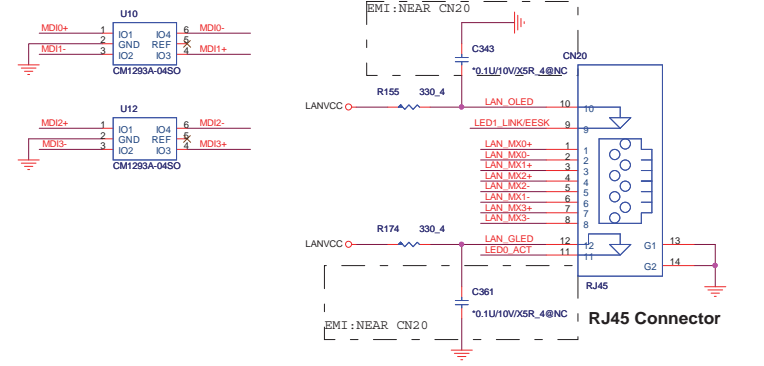 EMI:NEAR CN20
U10
MDI0+ 1 IO1 IO4 6 MDI0-
2 GND REF 5
MDI1- 3 IO2 IO3 4 MDI1+
CM1293A-04SO
U12
MDI2+ 1 IO1 IO4 6 MDI2-
2 GND REF 5
MDI3- 3 IO2 IO3 4 MDI3+
CM1293A-04SO
C343
*0.1U/10V/X5R_4@NC
CN20
R155 330_4
LANVCC
LAN_OLED 10 10
LED1_LINK/EESK 9 9
LAN_MX0+ 1 1
LAN_MX0- 2 2
LAN_MX1+ 3 3
LAN_MX2+ 4 4
LAN_MX2- 5 5
LAN_MX1- 6 6
LAN_MX3+ 7 7
LAN_MX3- 8 8
R174 330_4
LANVCC
LAN_GLED 12 12
LED0_ACT 11 11
G1 13
G2 14
RJ45
C361
*0.1U/10V/X5R_4@NC
EMI:NEAR CN20
RJ45 Connector